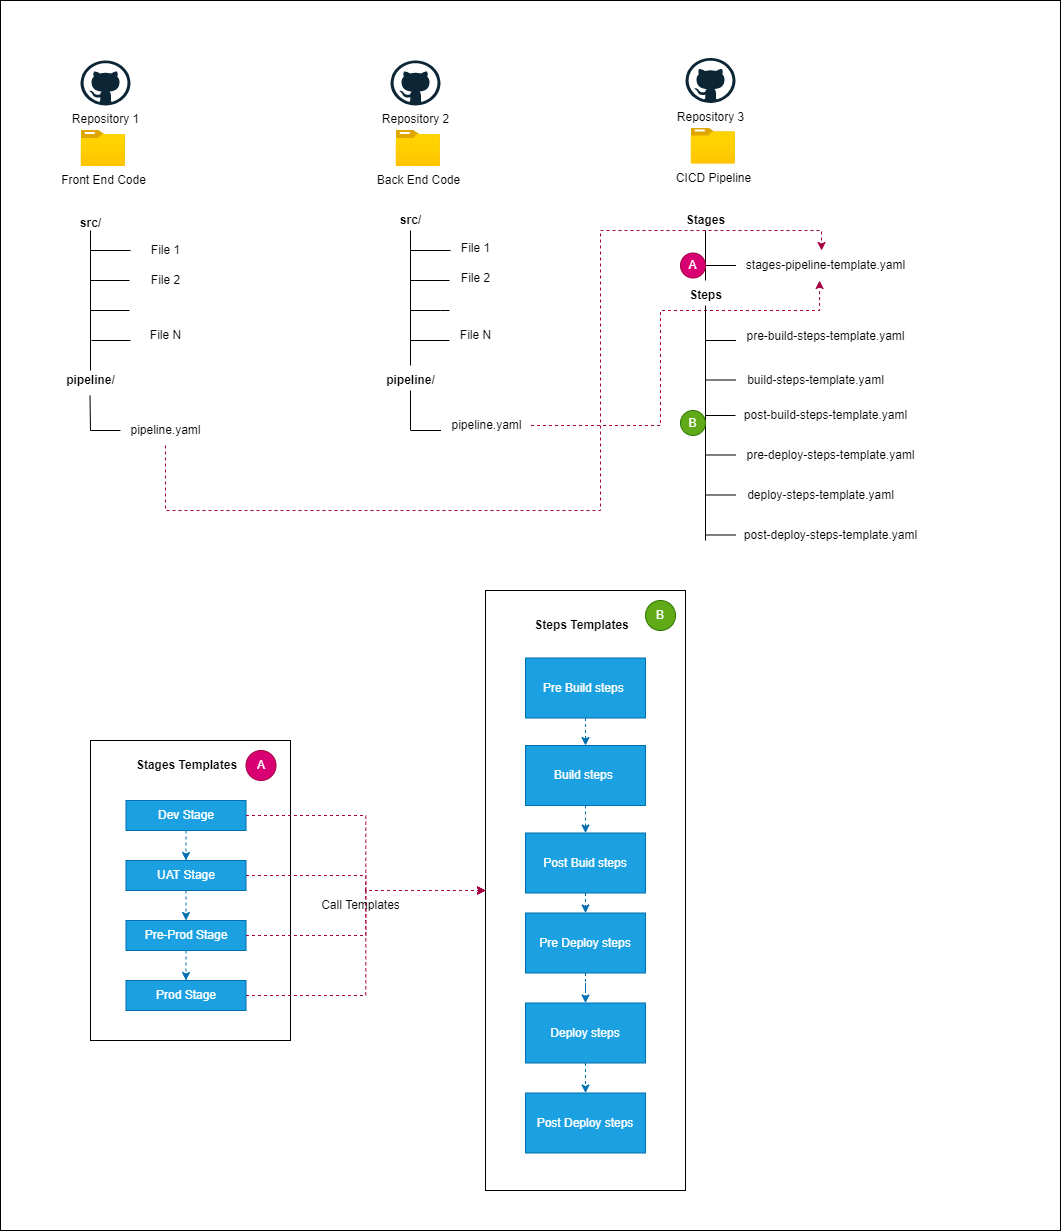 Repository 1
Front End Code
src/
File 1
File 2
File N
pipeline/
pipeline.yaml
Repository 2
Back End Code
src/
File 1
File 2
File N
pipeline/
pipeline.yaml
Repository 3
CICD Pipeline
Stages
A
stages-pipeline-template.yaml
Steps
pre-build-steps-template.yaml
build-steps-template.yaml
post-build-steps-template.yaml
B
pre-deploy-steps-template.yaml
deploy-steps-template.yaml
post-deploy-steps-template.yaml
Stages Templates
A
Dev Stage
UAT Stage
Pre-Prod Stage
Prod Stage
Call Templates
Steps Templates
B
Pre Build steps
Build steps
Post Buid steps
Pre Deploy steps
Deploy steps
Post Deploy steps